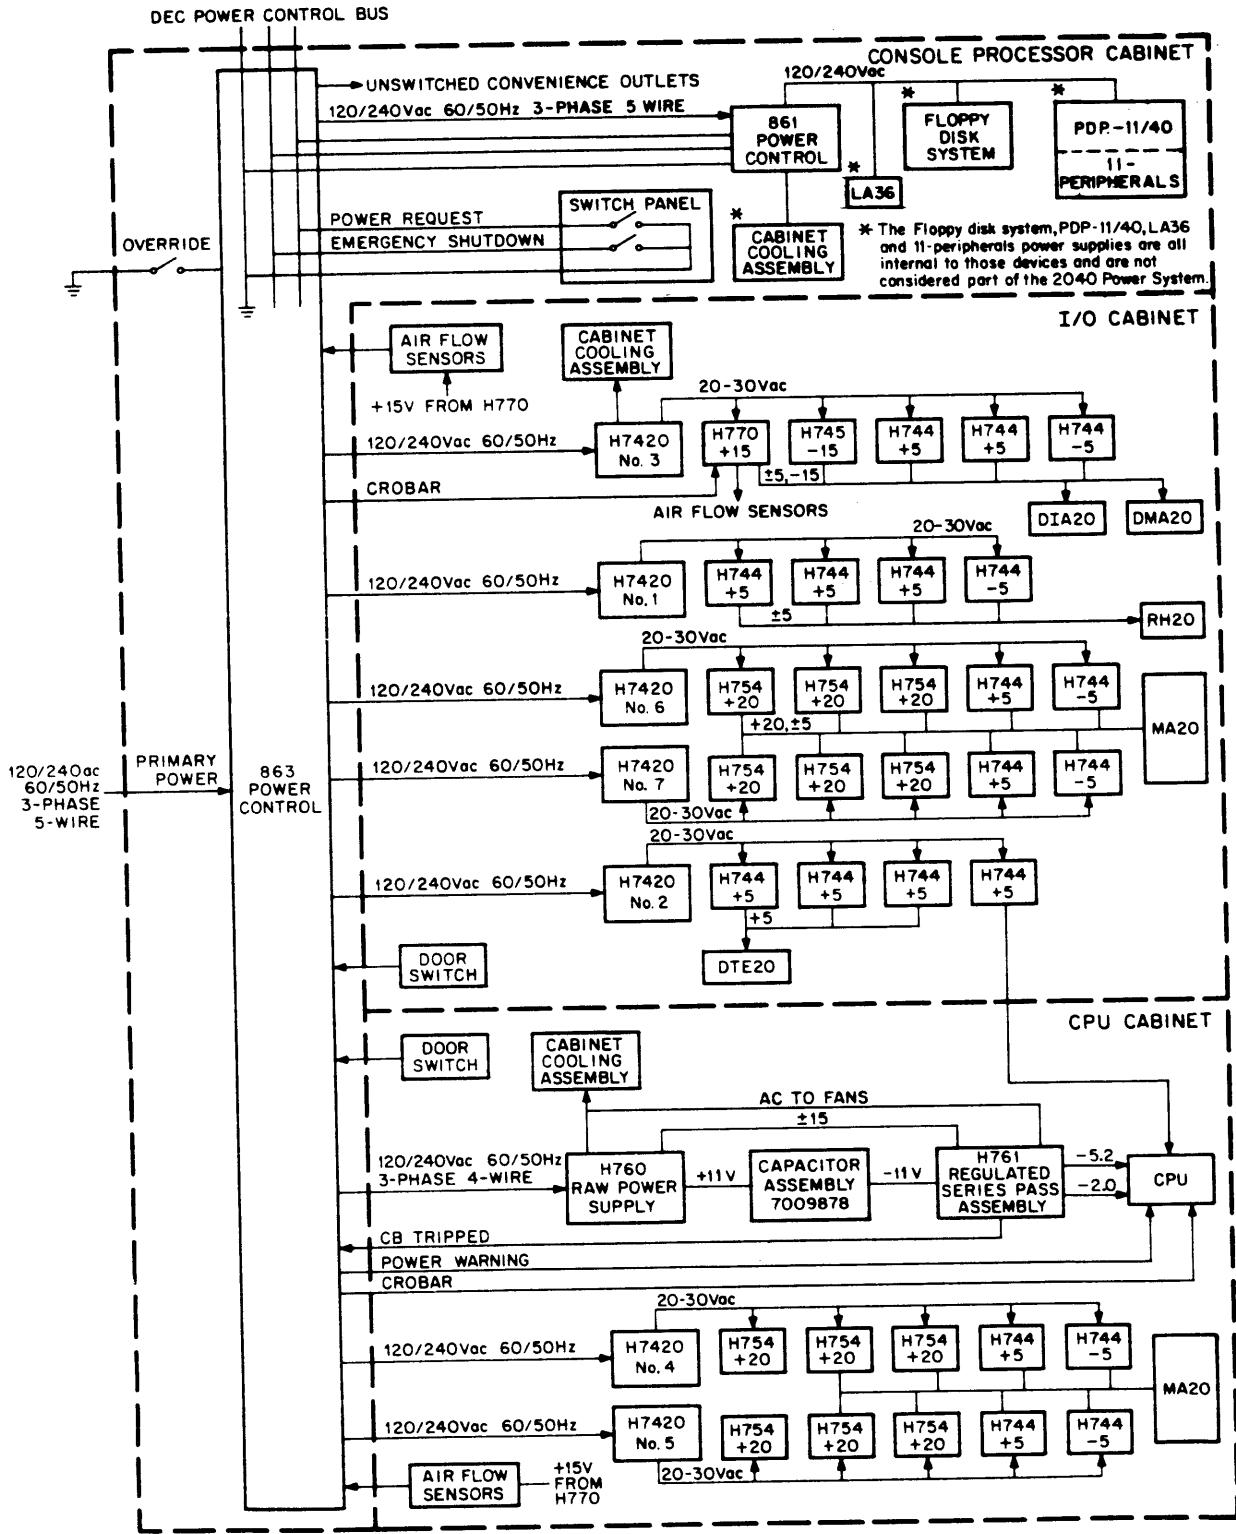 DEC POWER CONTROL BUS
CONSOLE PROCESSOR CABINET
UNSWITCHED CONVENIENCE OUTLETS
120/240Vac
120/240Vac 60/50Hz 3-PHASE 5 WIRE
861
POWER
CONTROL
*
FLOPPY
DISK
SYSTEM
*
PDP.-11/40
11-
PERIPHERALS
*
LA36
SWITCH PANEL
POWER REQUEST
EMERGENCY SHUTDOWN
*
CABINET
COOLING
ASSEMBLY
* The Floppy disk system, PDP-11/40, LA36
and 11-peripherals power supplies are all
internal to those devices and are not
considered part of the 2040 Power System.
OVERRIDE
I/O CABINET
AIR FLOW
SENSORS
+15V FROM H770
CABINET
COOLING
ASSEMBLY
20-30Vac
120/240Vac 60/50Hz
H7420
No. 3
H770
+15
H745
-15
H744
+5
H744
+5
H744
-5
±5,-15
CROBAR
AIR FLOW SENSORS
DIA20
DMA20
20-30Vac
120/240Vac 60/50Hz
H7420
No. 1
H744
+5
H744
+5
H744
+5
H744
-5
±5
RH20
20-30Vac
120/240Vac 60/50Hz
H7420
No. 6
H754
+20
H754
+20
H754
+20
H744
+5
H744
-5
+20,±5
MA20
120/240ac
60/50Hz
3-PHASE
5-WIRE
PRIMARY
POWER
863
POWER
CONTROL
120/240Vac 60/50Hz
H7420
No. 7
H754
+20
H754
+20
H754
+20
H744
+5
H744
-5
20-30Vac
20-30Vac
120/240Vac 60/50Hz
H7420
No. 2
H744
+5
H744
+5
H744
+5
H744
+5
+5
DTE20
DOOR
SWITCH
CPU CABINET
DOOR
SWITCH
CABINET
COOLING
ASSEMBLY
AC TO FANS
±15
120/240Vac 60/50Hz
3-PHASE 4-WIRE
H760
RAW POWER
SUPPLY
+11V
CAPACITOR
ASSEMBLY
7009878
-11V
H761
REGULATED
SERIES PASS
ASSEMBLY
-5.2
-2.0
CPU
CB TRIPPED
POWER WARNING
CROBAR
20-30Vac
120/240Vac 60/50Hz
H7420
No. 4
H754
+20
H754
+20
H754
+20
H744
+5
H744
-5
MA20
120/240Vac 60/50Hz
H7420
No. 5
H754
+20
H754
+20
H754
+20
H744
+5
H744
-5
20-30Vac
AIR FLOW
SENSORS
+15V
FROM
H770